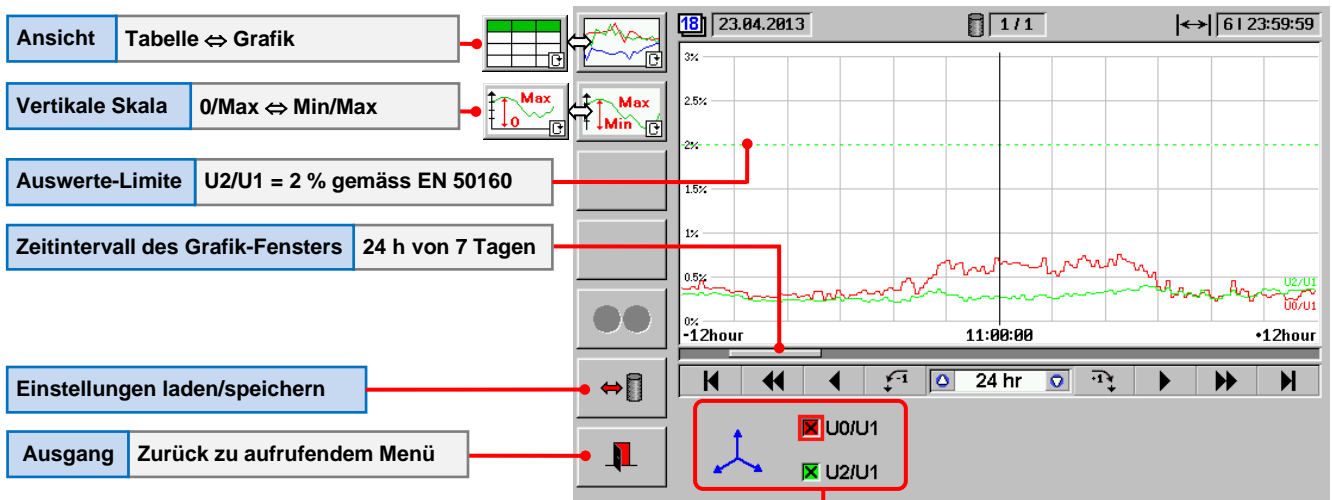 Ansicht Tabelle ⇔ Grafik
Vertikale Skala 0/Max ⇔ Min/Max
Max
0
Max
Min
Auswerte-Limite U2/U1 = 2 % gemäss EN 50160
Zeitintervall des Grafik-Fensters 24 h von 7 Tagen
Einstellungen laden/speichern
Ausgang Zurück zu aufrufendem Menü
18 23.04.2013 1 / 1 6 | 23:59:59
3%
2.5%
2%
1.5%
1%
0.5%
0%
U2/U1
U0/U1
-12hour 11:00:00 +12hour
-1 24 hr +1
U0/U1
U2/U1